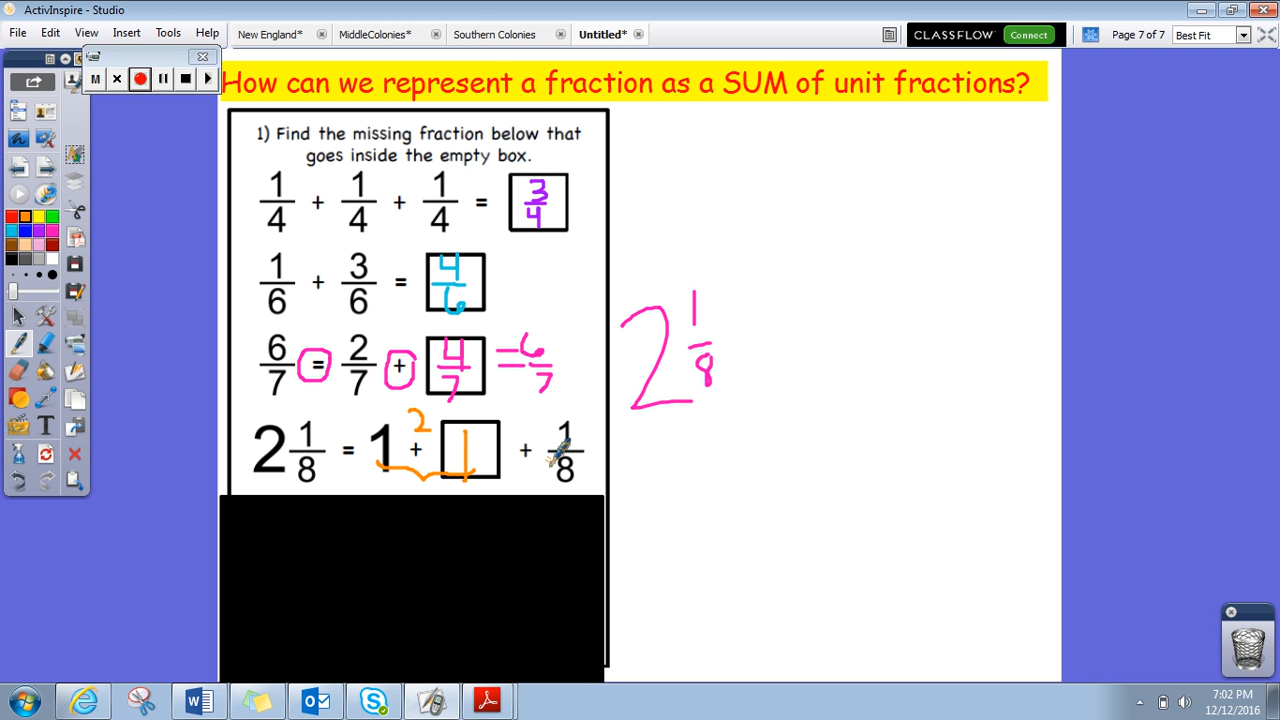 ActivInspire - Studio
File Edit View Insert Tools Help
New England* MiddleColonies* Southern Colonies Untitled* CLASSFLOW Connect Page 7 of 7 Best Fit
M
How can we represent a fraction as a SUM of unit fractions?
1) Find the missing fraction below that
goes inside the empty box.
1/4 + 1/4 + 1/4 = 3/4
1/6 + 3/6 = 4/6
6/7 = 2/7 + 4/7 = 6/7
2 1/8
2
2 1/8 = 1 + 1 + 1/8
T
7:02 PM
12/12/2016